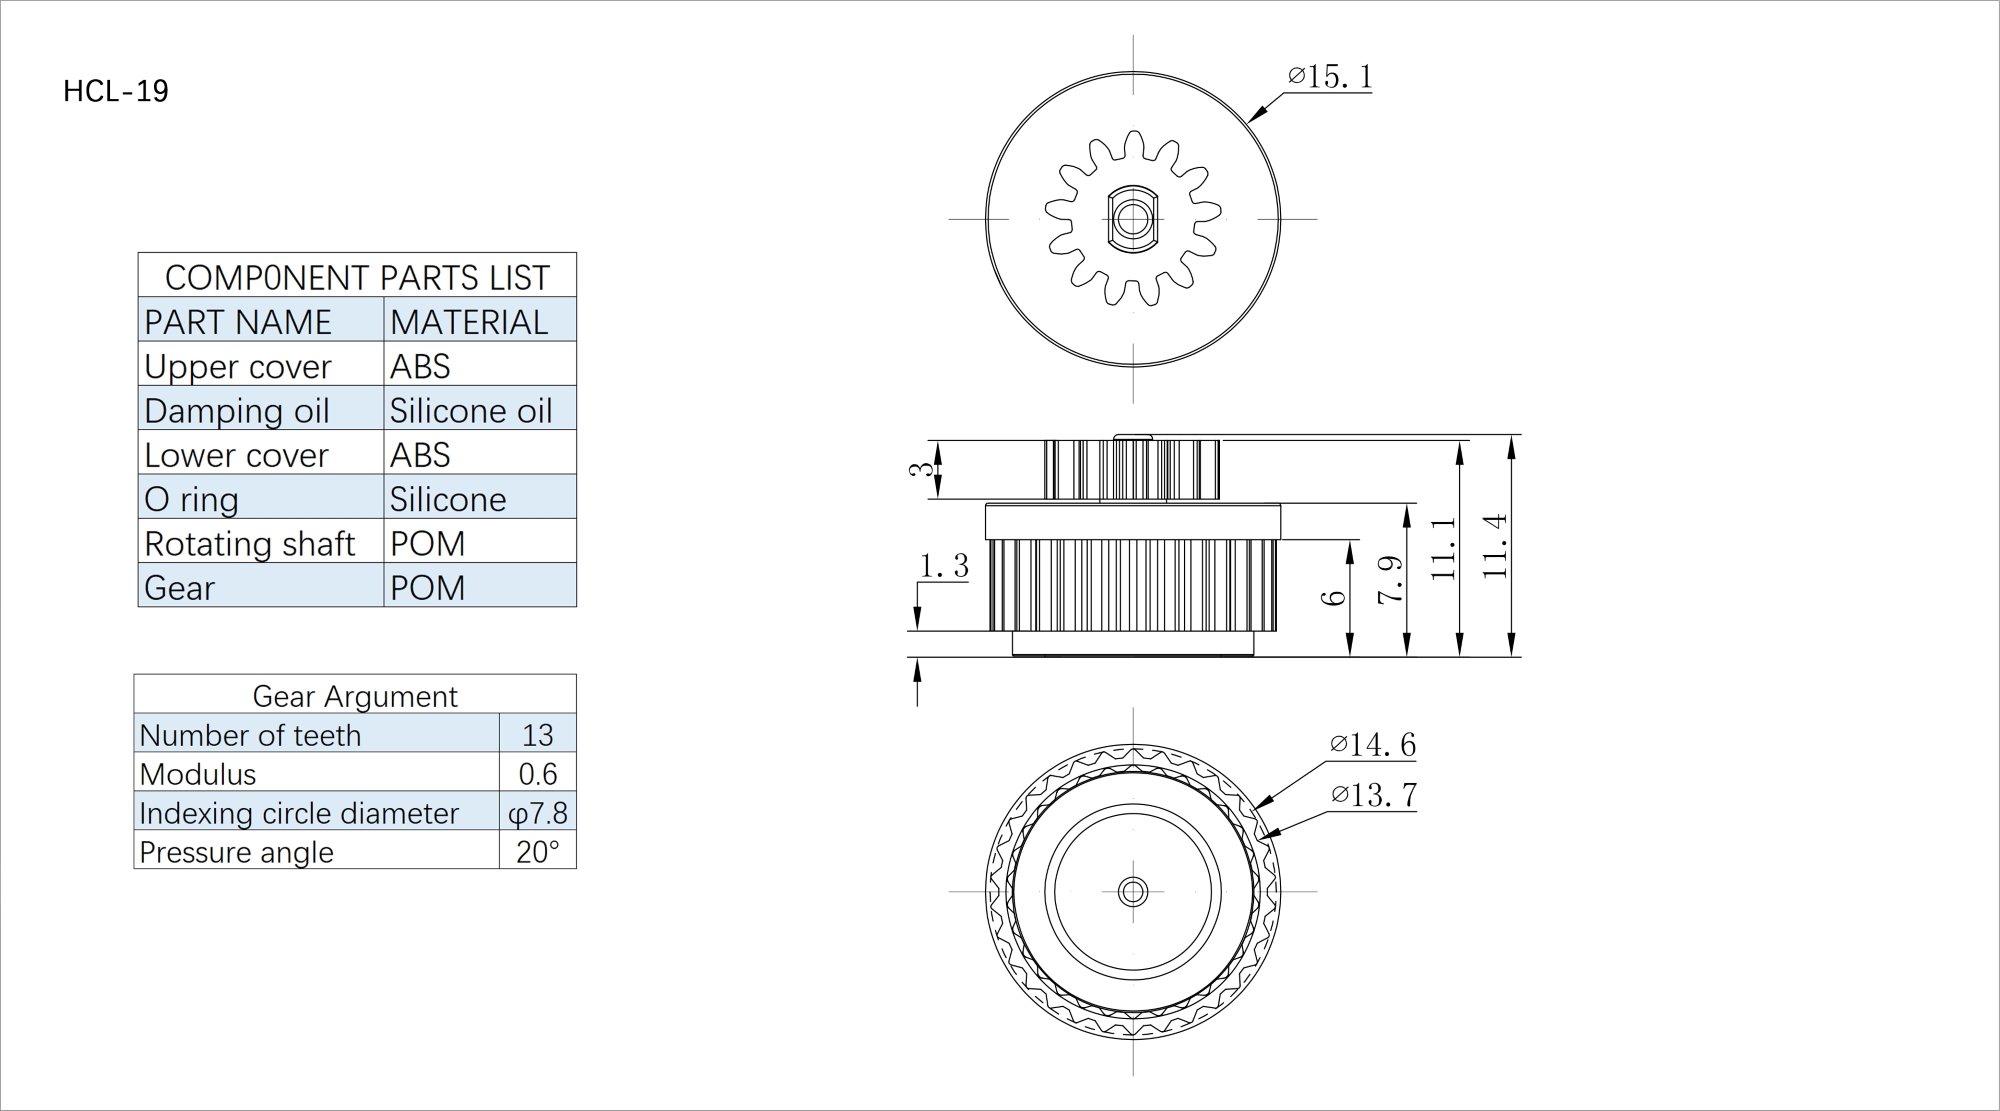 HCL-19
COMP0NENT PARTS LIST
PART NAME MATERIAL
Upper cover ABS
Damping oil Silicone oil
Lower cover ABS
O ring Silicone
Rotating shaft POM
Gear POM
Gear Argument
Number of teeth 13
Modulus 0.6
Indexing circle diameter φ7.8
Pressure angle 20°
⌀15.1
3
1.3
6
7.9
11.1
11.4
⌀14.6
⌀13.7